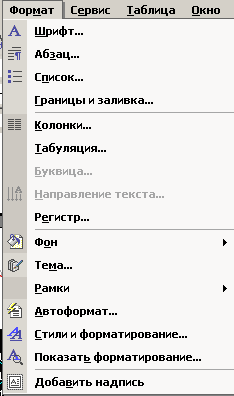 Формат Сервис Таблица Окно
Шрифт...
Абзац...
Список...
Границы и заливка...
Колонки...
Табуляция...
Буквица...
Направление текста...
Регистр...
Фон
Тема...
Рамки
Автоформат...
Стили и форматирование...
Показать форматирование...
Добавить надпись